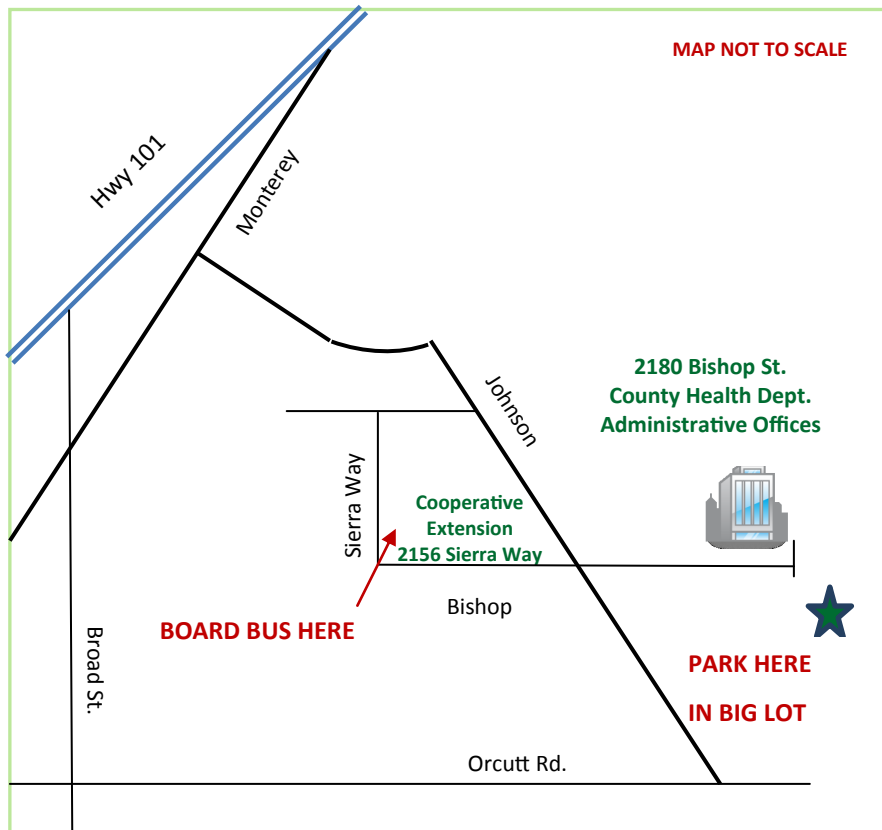 MAP NOT TO SCALE
Hwy 101
Monterey
2180 Bishop St.
County Health Dept.
Administrative Offices
Johnson
Sierra Way
Cooperative
Extension
2156 Sierra Way
Bishop
BOARD BUS HERE
Broad St.
PARK HERE
IN BIG LOT
Orcutt Rd.